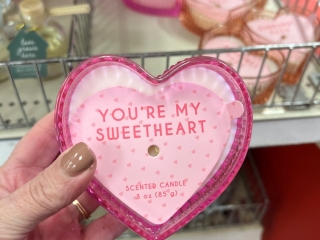 YOU'RE MY
SWEETHEART
SCENTED CANDLE
3 oz (85 g)